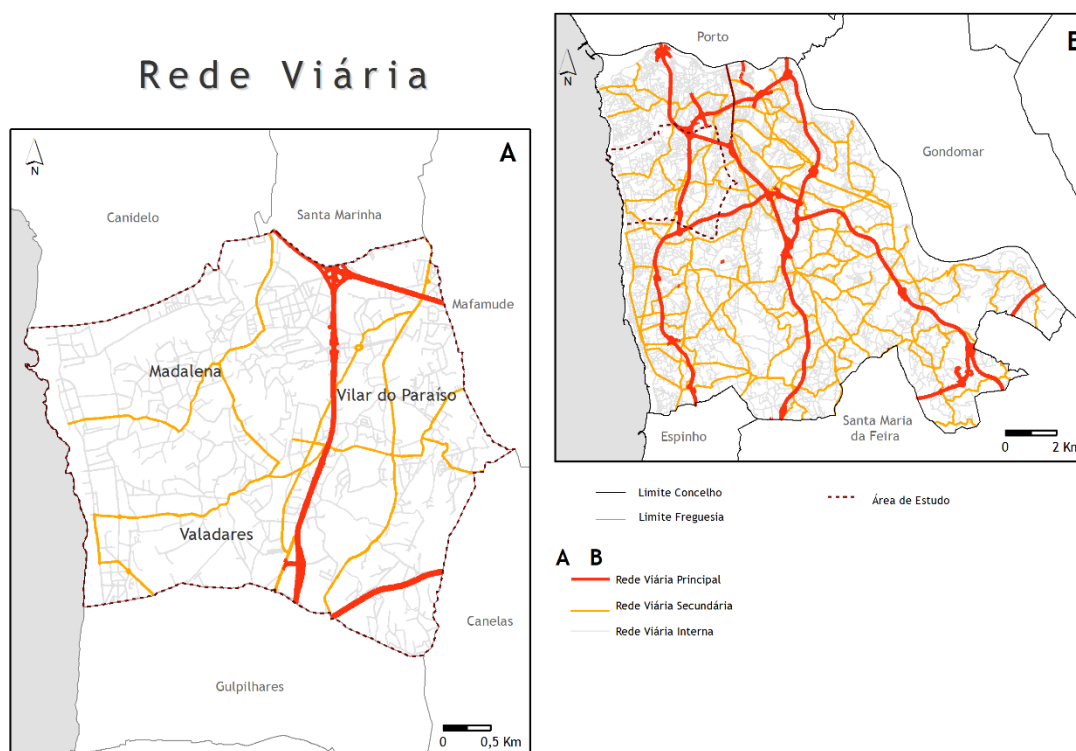 Rede Viária
A
N
Canidelo
Santa Marinha
Mafamude
Madalena
Vilar do Paraíso
Valadares
Canelas
Gulpilhares
0 0,5 Km
B
N
Porto
Gondomar
Espinho
Santa Maria
da Feira
0 2 Km
Limite Concelho
Limite Freguesia
Área de Estudo
A B
Rede Viária Principal
Rede Viária Secundária
Rede Viária Interna